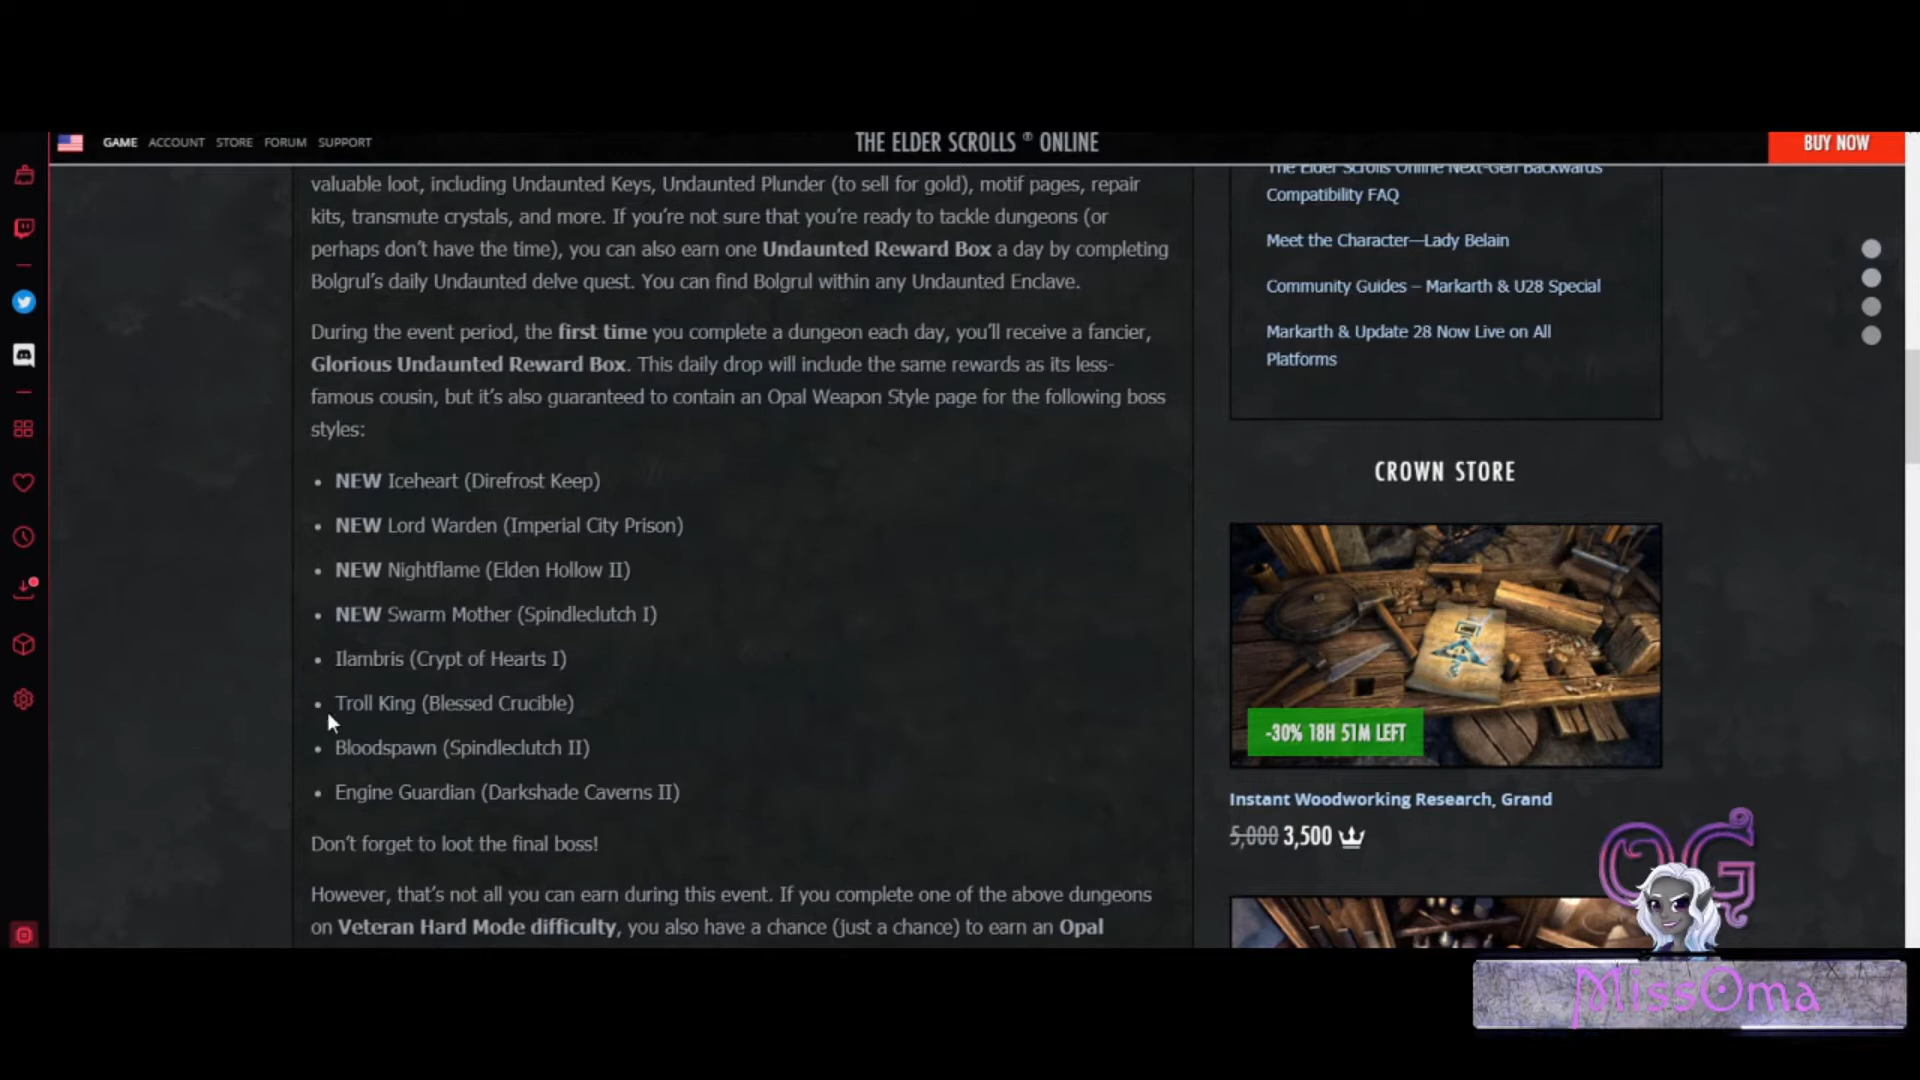 GAME ACCOUNT STORE FORUM SUPPORT
THE ELDER SCROLLS ® ONLINE
BUY NOW
valuable loot, including Undaunted Keys, Undaunted Plunder (to sell for gold), motif pages, repair
kits, transmute crystals, and more. If you’re not sure that you’re ready to tackle dungeons (or
perhaps don’t have the time), you can also earn one Undaunted Reward Box a day by completing
Bolgrul’s daily Undaunted delve quest. You can find Bolgrul within any Undaunted Enclave.
During the event period, the first time you complete a dungeon each day, you’ll receive a fancier,
Glorious Undaunted Reward Box. This daily drop will include the same rewards as its less-
famous cousin, but it’s also guaranteed to contain an Opal Weapon Style page for the following boss
styles:
• NEW Iceheart (Direfrost Keep)
• NEW Lord Warden (Imperial City Prison)
• NEW Nightflame (Elden Hollow II)
• NEW Swarm Mother (Spindleclutch I)
• Ilambris (Crypt of Hearts I)
• Troll King (Blessed Crucible)
• Bloodspawn (Spindleclutch II)
• Engine Guardian (Darkshade Caverns II)
Don’t forget to loot the final boss!
However, that’s not all you can earn during this event. If you complete one of the above dungeons
on Veteran Hard Mode difficulty, you also have a chance (just a chance) to earn an Opal
The Elder Scrolls Online Next-Gen Backwards
Compatibility FAQ
Meet the Character—Lady Belain
Community Guides – Markarth & U28 Special
Markarth & Update 28 Now Live on All
Platforms
CROWN STORE
-30% 18H 51M LEFT
Instant Woodworking Research, Grand
5,000 3,500
OG
MissOma